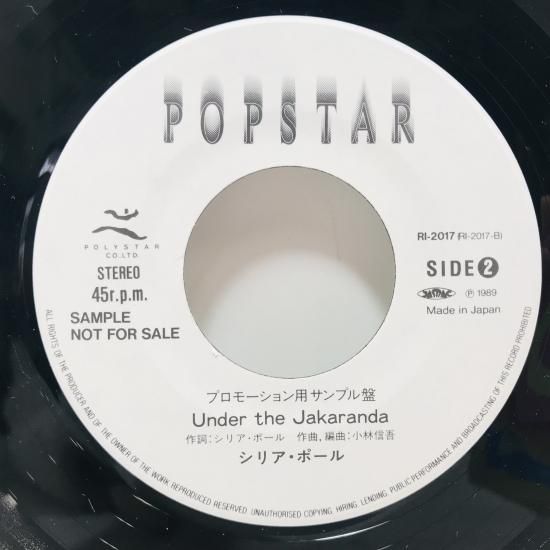 POPSTAR
POLYSTAR
CO.LTD.
STEREO
45r.p.m.
SAMPLE
NOT FOR SALE
RI-2017 (RI-2017-B)
SIDE 2
JASRAC ℗ 1989
Made in Japan
プロモーション用サンプル盤
Under the Jakaranda
作詞:シリア・ポール 作曲,編曲:小林信吾
シリア・ポール
ALL RIGHTS OF THE PRODUCER AND OF THE OWNER OF THE WORK REPRODUCED RESERVED. UNAUTHORISED COPYING, HIRING, LENDING, PUBLIC PERFORMANCE AND BROADCASTING OF THIS RECORD PROHIBITED